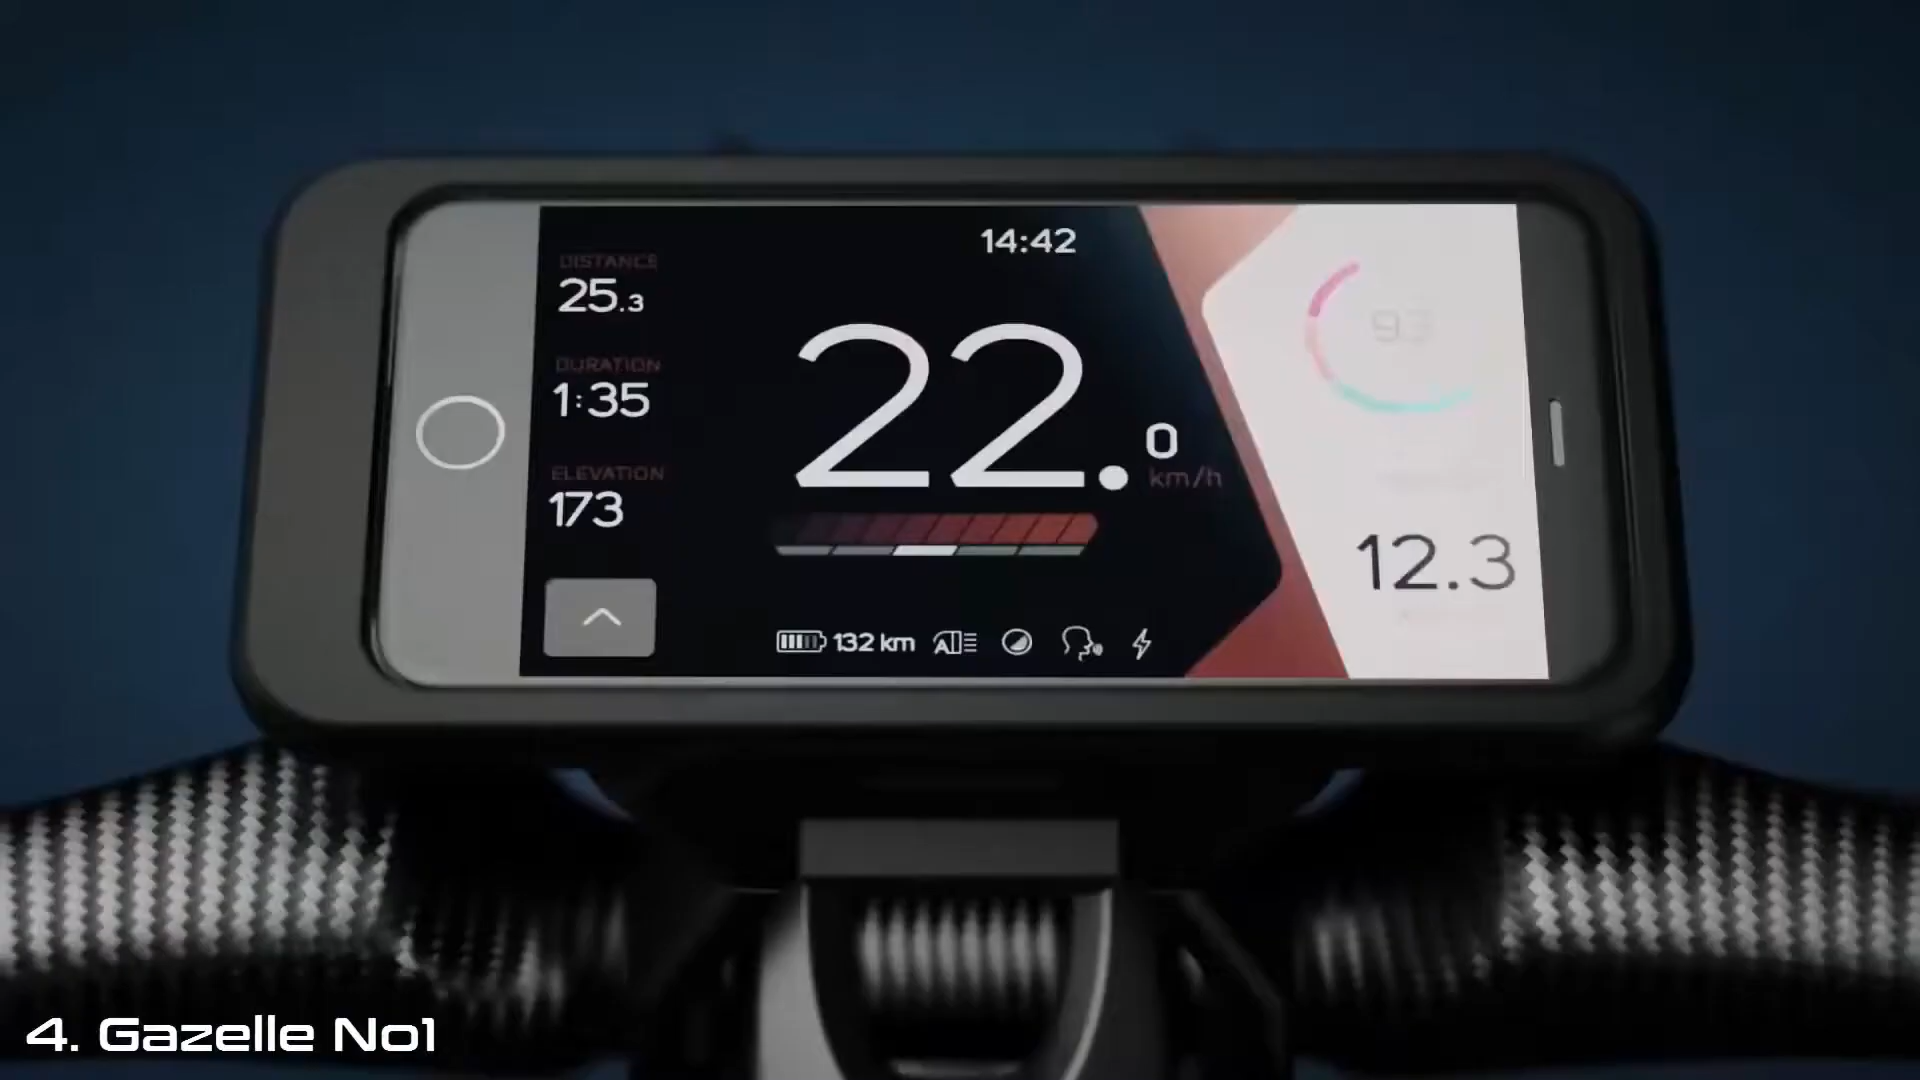 14:42
DISTANCE
25.3
DURATION
1:35
ELEVATION
173
22.0
km/h
132 km
A
93
12.3
4. Gazelle No1